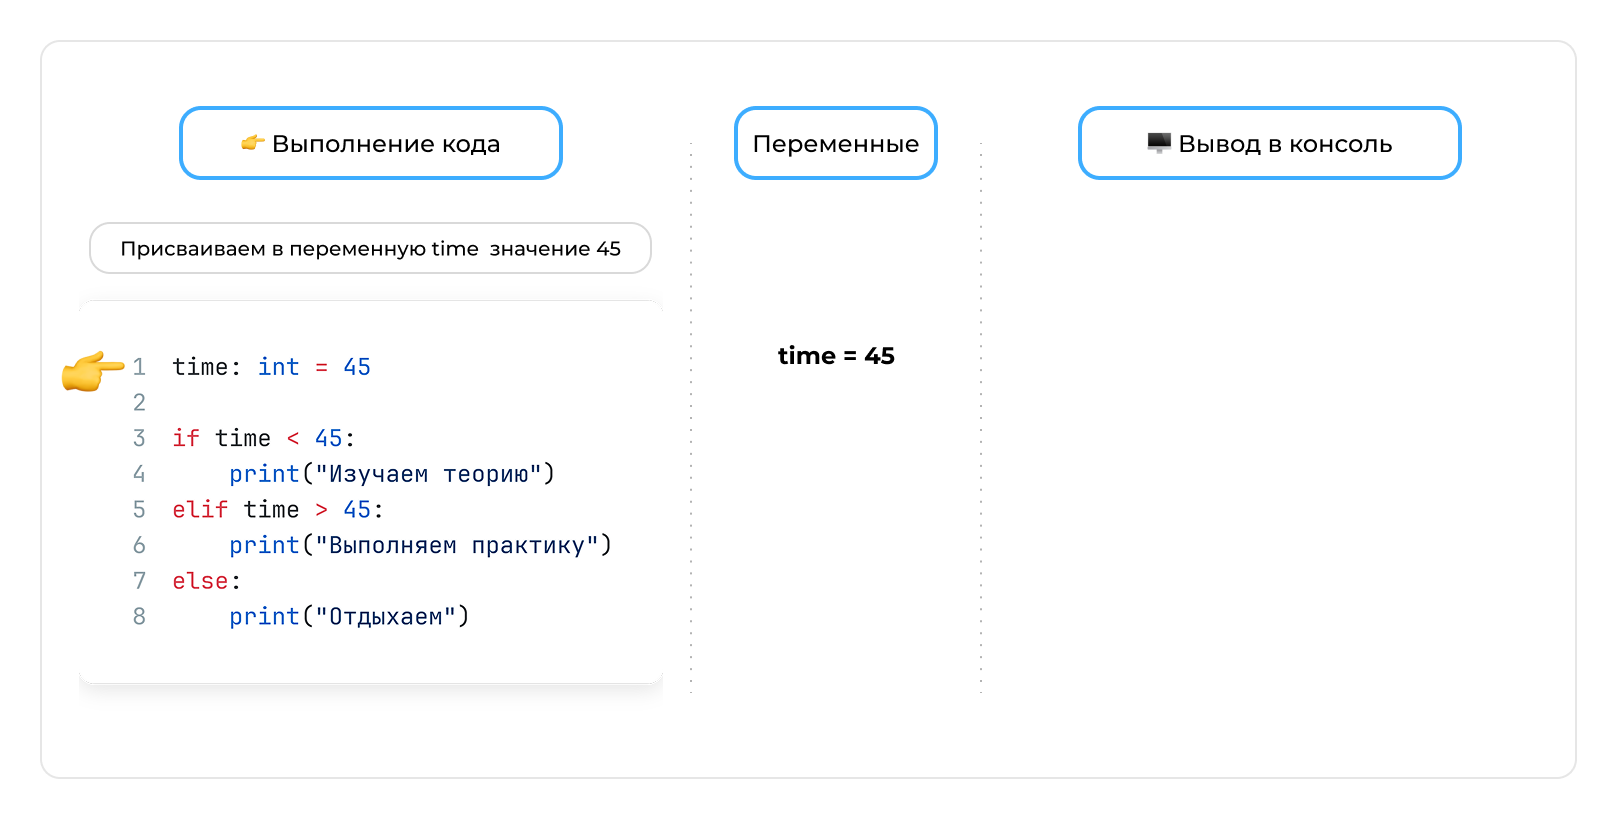 👉 Выполнение кода
Переменные
🖥 Вывод в консоль
Присваиваем в переменную time значение 45
1 time: int = 45
2
3 if time < 45:
4     print("Изучаем теорию")
5 elif time > 45:
6     print("Выполняем практику")
7 else:
8     print("Отдыхаем")
time = 45